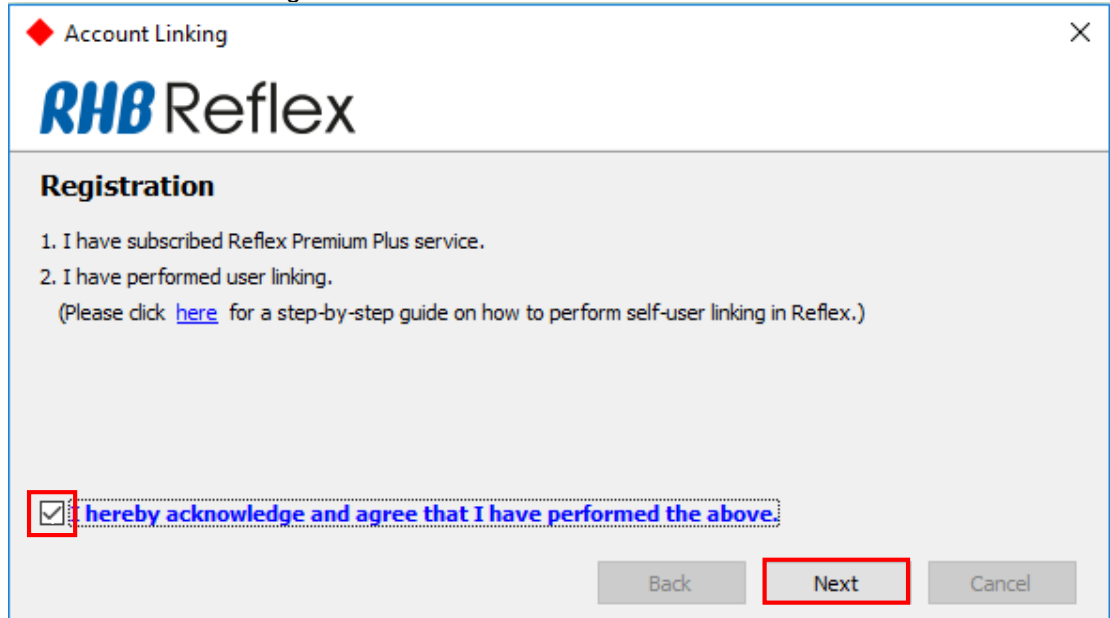 Account Linking
RHB Reflex
Registration
1. I have subscribed Reflex Premium Plus service.
2. I have performed user linking.
(Please click here for a step-by-step guide on how to perform self-user linking in Reflex.)
I hereby acknowledge and agree that I have performed the above.
Back Next Cancel